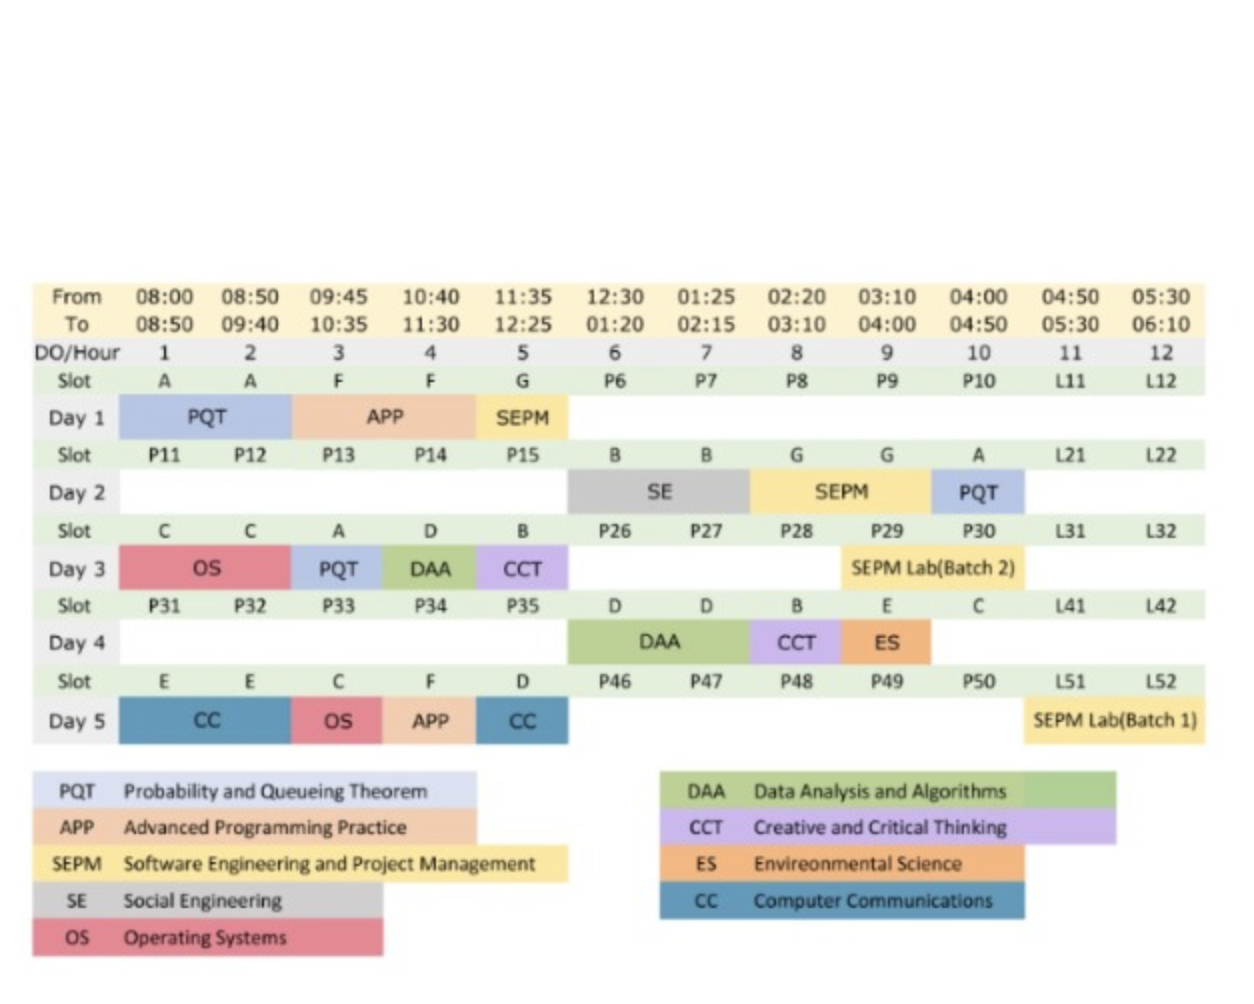 From 08:00 08:50 09:45 10:40 11:35 12:30 01:25 02:20 03:10 04:00 04:50 05:30
To 08:50 09:40 10:35 11:30 12:25 01:20 02:15 03:10 04:00 04:50 05:30 06:10
DO/Hour 1 2 3 4 5 6 7 8 9 10 11 12
Slot A A F F G P6 P7 P8 P9 P10 L11 L12
Day 1 PQT APP SEPM
Slot P11 P12 P13 P14 P15 B B G G A L21 L22
Day 2 SE SEPM PQT
Slot C C A D B P26 P27 P28 P29 P30 L31 L32
Day 3 OS PQT DAA CCT SEPM Lab(Batch 2)
Slot P31 P32 P33 P34 P35 D D B E C L41 L42
Day 4 DAA CCT ES
Slot E E C F D P46 P47 P48 P49 P50 L51 L52
Day 5 CC OS APP CC SEPM Lab(Batch 1)
PQT Probability and Queueing Theorem
APP Advanced Programming Practice
SEPM Software Engineering and Project Management
SE Social Engineering
OS Operating Systems
DAA Data Analysis and Algorithms
CCT Creative and Critical Thinking
ES Envireonmental Science
CC Computer Communications